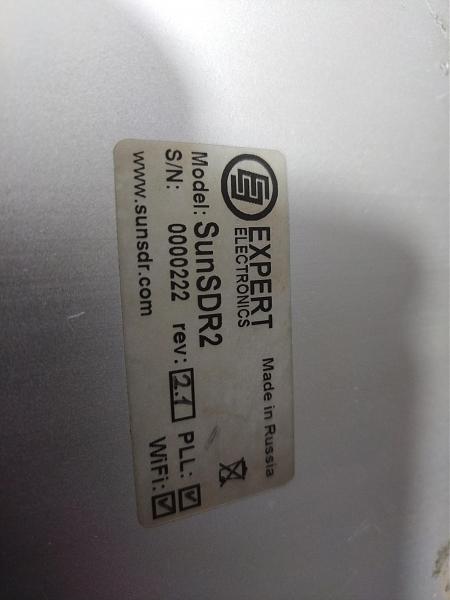 EXPERT
ELECTRONICS
Made in Russia
Model: SunSDR2
S/N: 0000222 rev: 2.1 PLL: ☑
www.sunsdr.com WiFi: ☑